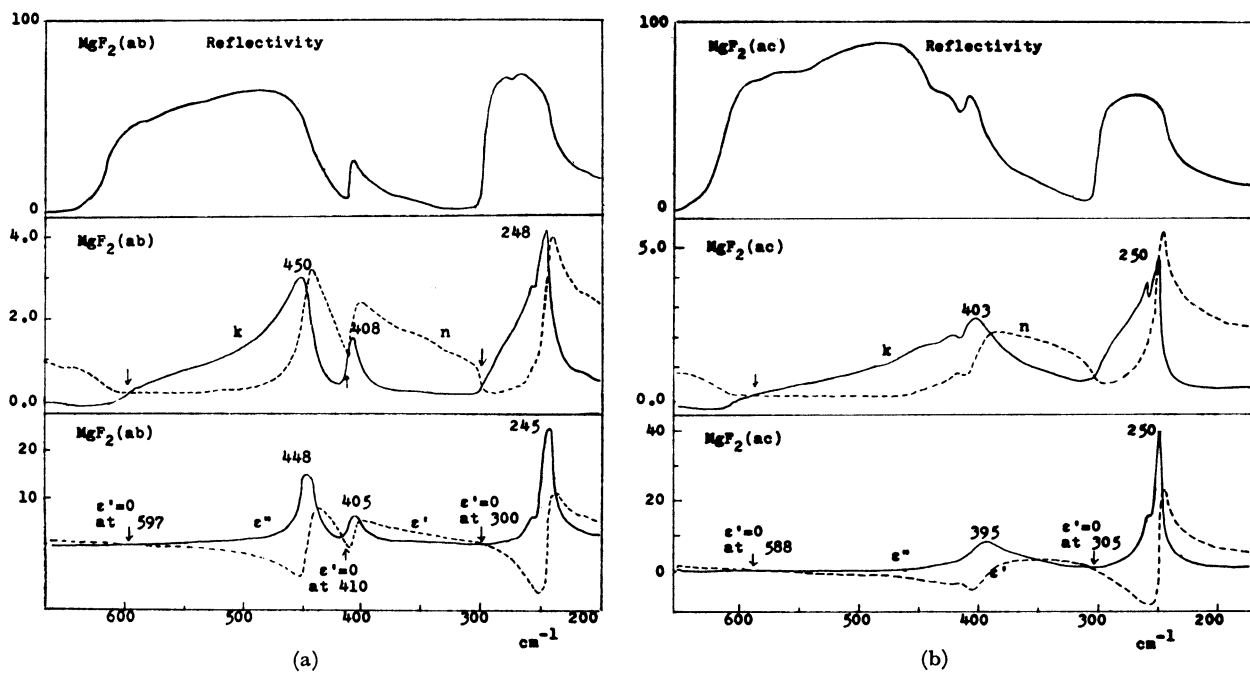 100
MgF2(ab) Reflectivity
0
4.0
MgF2(ab)
248
450
2.0
k
408
n
0.0
MgF2(ab)
245
20
448
10
ε'=0
at 597
ε"
405
ε'
ε'=0
at 300
ε'=0
at 410
600 500 400 300 200
cm-1
(a)
100
MgF2(ac) Reflectivity
0
5.0
MgF2(ac)
250
403
n
k
0.0
40
MgF2(ac)
250
20
ε'=0
at 588
395
ε'=0
at 305
ε"
ε'
0
600 500 400 300 200
cm-1
(b)